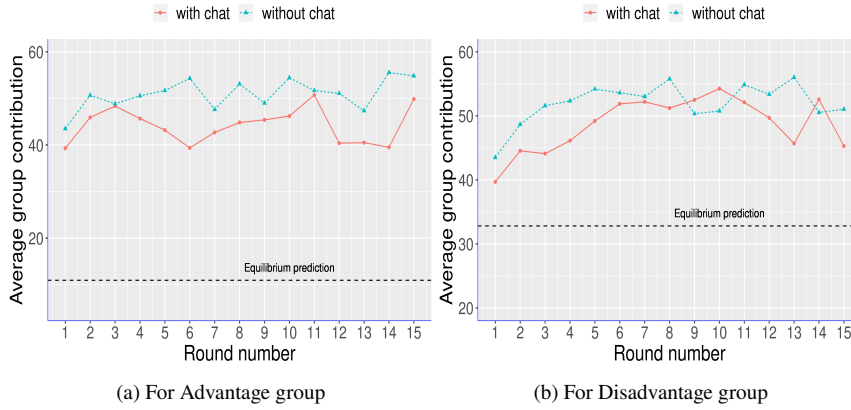 with chat without chat
60
40
20
Average group contribution
Equilibrium prediction
1 2 3 4 5 6 7 8 9 10 11 12 13 14 15
Round number
(a) For Advantage group
with chat without chat
60
50
40
30
20
Average group contribution
Equilibrium prediction
1 2 3 4 5 6 7 8 9 10 11 12 13 14 15
Round number
(b) For Disadvantage group